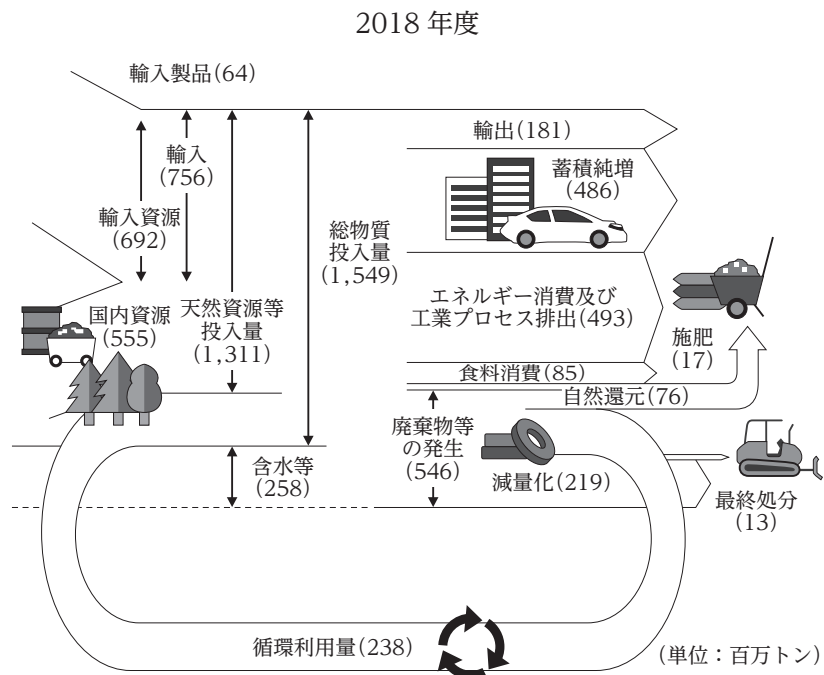 2018 年度
輸入製品(64)
輸出(181)
輸入
(756)
蓄積純増
(486)
輸入資源
(692)
総物質
投入量
(1,549)
エネルギー消費及び
工業プロセス排出(493)
国内資源
(555)
天然資源等
投入量
(1,311)
施肥
(17)
食料消費(85)
自然還元(76)
廃棄物等
の発生
(546)
含水等
(258)
減量化(219)
最終処分
(13)
循環利用量(238)
(単位：百万トン)